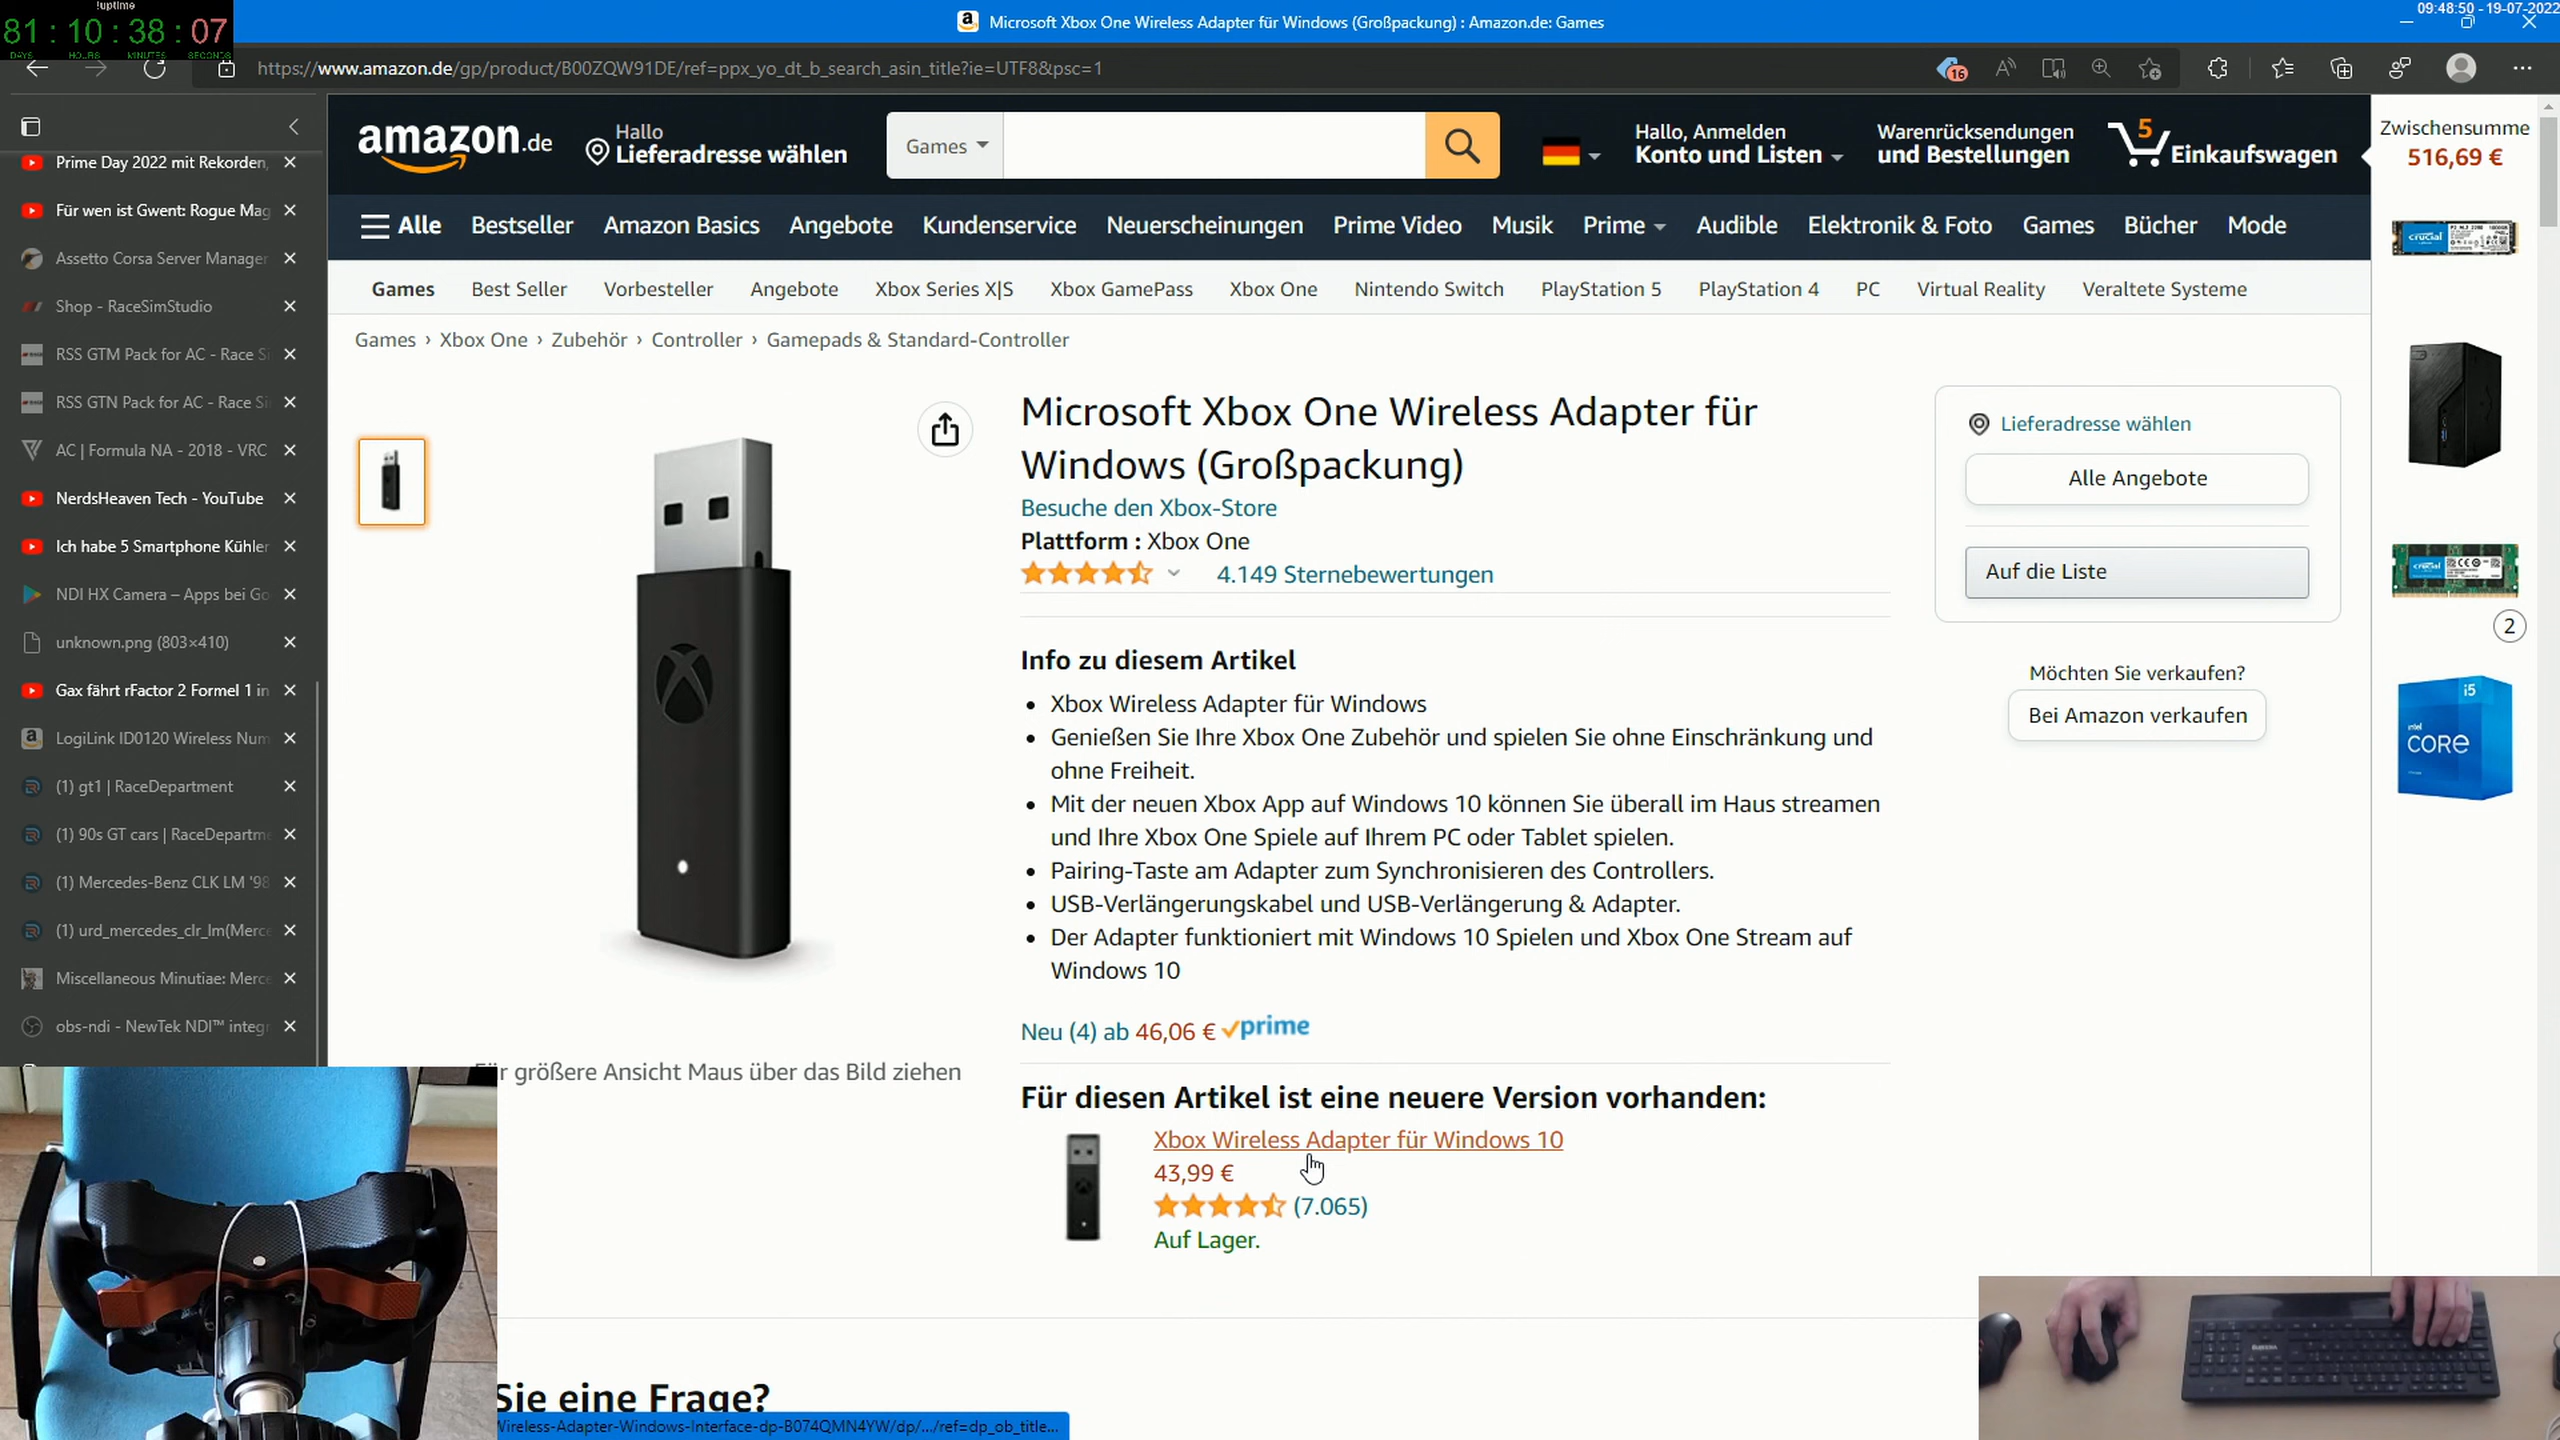 !uptime
81:10:38:07
DAYS HOURS MINUTES SECONDS
Microsoft Xbox One Wireless Adapter für Windows (Großpackung) : Amazon.de: Games
09:48:50 - 19-07-2022
https://www.amazon.de/gp/product/B00ZQW91DE/ref=ppx_yo_dt_b_search_asin_title?ie=UTF8&psc=1
16
Prime Day 2022 mit Rekorden,
Für wen ist Gwent: Rogue Mag
Assetto Corsa Server Manager
Shop - RaceSimStudio
RSS GTM Pack for AC - Race Si
RSS GTN Pack for AC - Race Si
AC | Formula NA - 2018 - VRC
NerdsHeaven Tech - YouTube
Ich habe 5 Smartphone Kühler
NDI HX Camera – Apps bei Go
unknown.png (803×410)
Gax fährt rFactor 2 Formel 1 in
LogiLink ID0120 Wireless Num
(1) gt1 | RaceDepartment
(1) 90s GT cars | RaceDepartme
(1) Mercedes-Benz CLK LM '98
(1) urd_mercedes_clr_lm(Merce
Miscellaneous Minutiae: Merce
obs-ndi - NewTek NDI™ integr
amazon.de
Hallo
Lieferadresse wählen
Games
Hallo, Anmelden
Konto und Listen
Warenrücksendungen
und Bestellungen
5
Einkaufswagen
Zwischensumme
516,69 €
Alle Bestseller Amazon Basics Angebote Kundenservice Neuerscheinungen Prime Video Musik Prime Audible Elektronik & Foto Games Bücher Mode
Games Best Seller Vorbesteller Angebote Xbox Series X|S Xbox GamePass Xbox One Nintendo Switch PlayStation 5 PlayStation 4 PC Virtual Reality Veraltete Systeme
Games › Xbox One › Zubehör › Controller › Gamepads & Standard-Controller
Microsoft Xbox One Wireless Adapter für
Windows (Großpackung)
Besuche den Xbox-Store
Plattform : Xbox One
4.149 Sternebewertungen
Info zu diesem Artikel
• Xbox Wireless Adapter für Windows
• Genießen Sie Ihre Xbox One Zubehör und spielen Sie ohne Einschränkung und
ohne Freiheit.
• Mit der neuen Xbox App auf Windows 10 können Sie überall im Haus streamen
und Ihre Xbox One Spiele auf Ihrem PC oder Tablet spielen.
• Pairing-Taste am Adapter zum Synchronisieren des Controllers.
• USB-Verlängerungskabel und USB-Verlängerung & Adapter.
• Der Adapter funktioniert mit Windows 10 Spielen und Xbox One Stream auf
Windows 10
Neu (4) ab 46,06 € prime
Für diesen Artikel ist eine neuere Version vorhanden:
Xbox Wireless Adapter für Windows 10
43,99 €
(7.065)
Auf Lager.
r größere Ansicht Maus über das Bild ziehen
Lieferadresse wählen
Alle Angebote
Auf die Liste
Möchten Sie verkaufen?
Bei Amazon verkaufen
crucial
crucial
2
i5
intel
CORE
Sie eine Frage?
Wireless-Adapter-Windows-Interface-dp-B074QMN4YW/dp/.../ref=dp_ob_title...